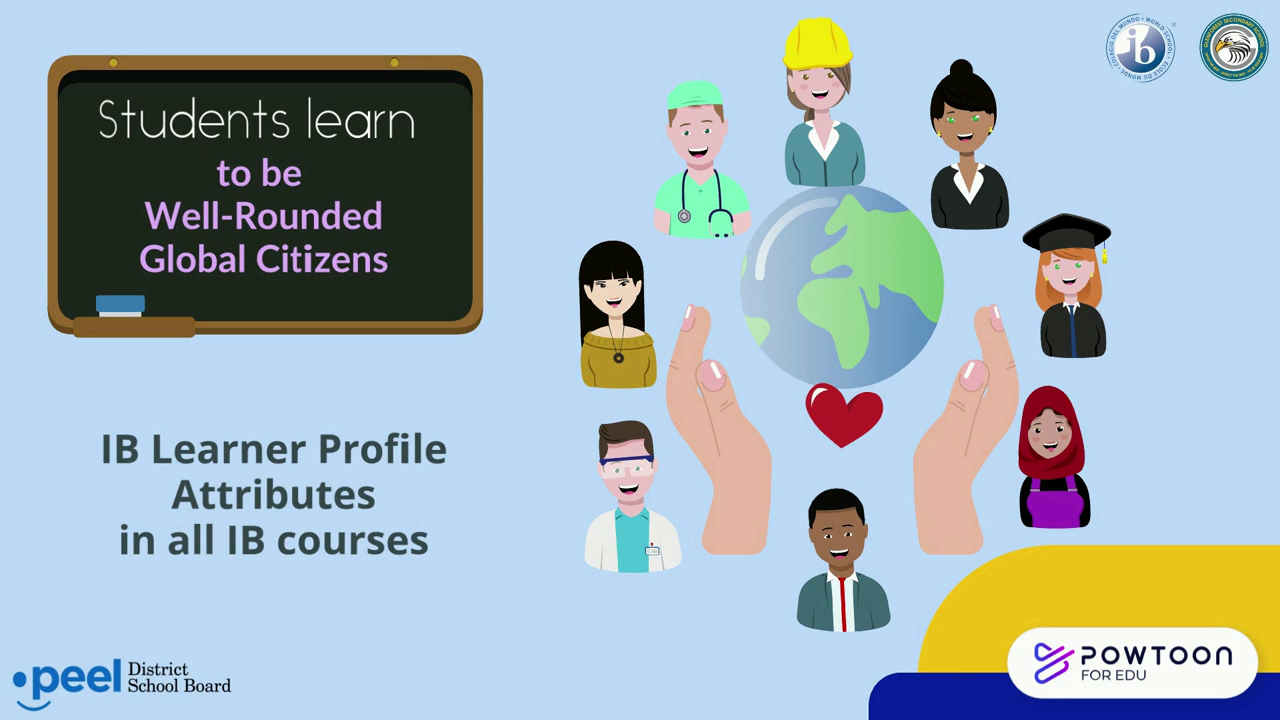 Students learn
to be
Well-Rounded
Global Citizens
IB Learner Profile
Attributes
in all IB courses
peel District
School Board
ib
POWTOON
FOR EDU